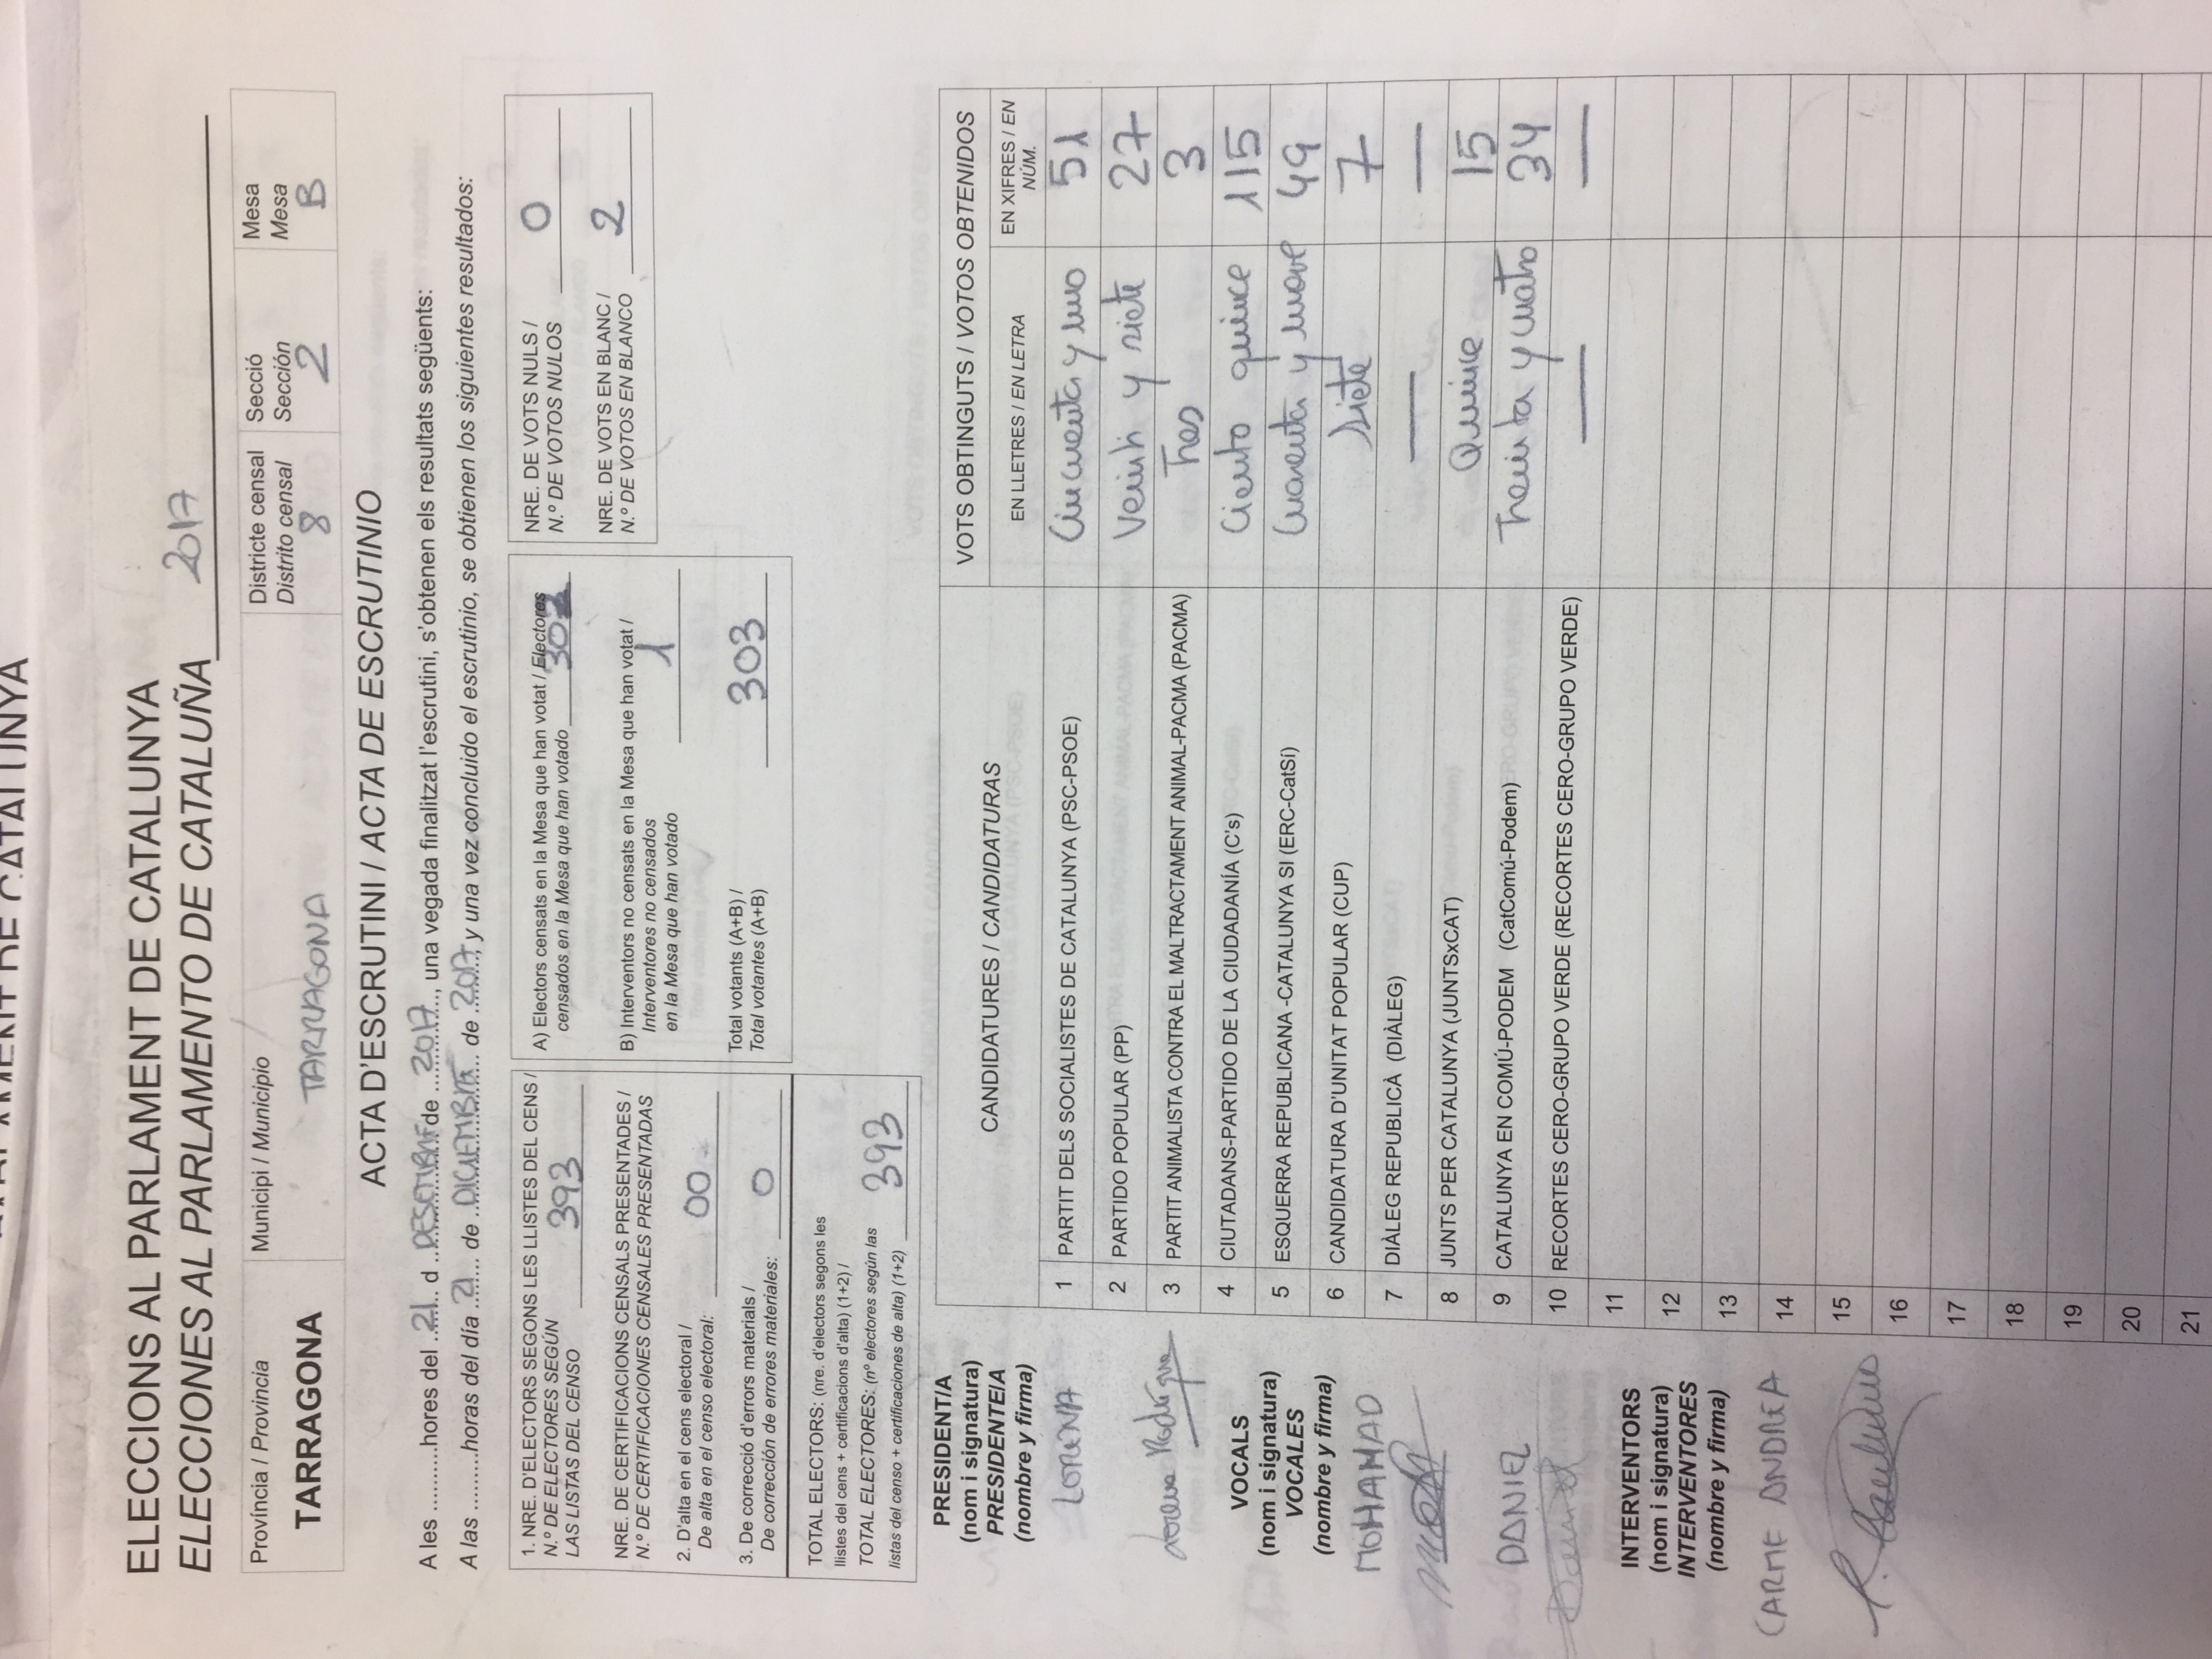 PARLAMENT DE CATALUNYA
ELECCIONS AL PARLAMENT DE CATALUNYA
ELECCIONES AL PARLAMENTO DE CATALUÑA 2017
Província / Provincia
TARRAGONA
Municipi / Municipio
TARRAGONA
Districte censal
Distrito censal
8
Secció
Sección
2
Mesa
Mesa
B
ACTA D'ESCRUTINI / ACTA DE ESCRUTINIO
A les ..........hores del 21 d DESEMBRE de 2017, una vegada finalitzat l'escrutini, s'obtenen els resultats següents:
A las .........horas del día 21 de DICIEMBRE de 2017, y una vez concluido el escrutinio, se obtienen los siguientes resultados:
1. NRE. D'ELECTORS SEGONS LES LLISTES DEL CENS /
N.º DE ELECTORES SEGÚN
LAS LISTAS DEL CENSO 393
NRE. DE CERTIFICACIONS CENSALS PRESENTADES /
N.º DE CERTIFICACIONES CENSALES PRESENTADAS
2. D'alta en el cens electoral /
De alta en el censo electoral: 00
3. De correcció d'errors materials /
De corrección de errores materiales: 0
TOTAL ELECTORS: (nre. d'electors segons les
llistes del cens + certificacions d'alta) (1+2) /
TOTAL ELECTORES: (nº electores según las
listas del censo + certificaciones de alta) (1+2) 393
A) Electors censats en la Mesa que han votat / Electores
censados en la Mesa que han votado 302
B) Interventors no censats en la Mesa que han votat /
Interventores no censados
en la Mesa que han votado 1
Total votants (A+B) /
Total votantes (A+B) 303
NRE. DE VOTS NULS /
N.º DE VOTOS NULOS 0
NRE. DE VOTS EN BLANC /
N.º DE VOTOS EN BLANCO 2
PRESIDENT/A
(nom i signatura)
PRESIDENTE/A
(nombre y firma)
LORENA
Lorena Rodrígue
VOCALS
(nom i signatura)
VOCALES
(nombre y firma)
MOHAMAD
DANIEL
Daniel
INTERVENTORS
(nom i signatura)
INTERVENTORES
(nombre y firma)
CARME ANDREA
CANDIDATURES / CANDIDATURAS
VOTS OBTINGUTS / VOTOS OBTENIDOS
EN LLETRES / EN LETRA
EN XIFRES / EN
NÚM.
1 PARTIT DELS SOCIALISTES DE CATALUNYA (PSC-PSOE) Cincuenta y uno 51
2 PARTIDO POPULAR (PP) Veinti y siete 27
3 PARTIT ANIMALISTA CONTRA EL MALTRACTAMENT ANIMAL-PACMA (PACMA) Tres 3
4 CIUTADANS-PARTIDO DE LA CIUDADANÍA (C's) Ciento quince 115
5 ESQUERRA REPUBLICANA -CATALUNYA SI (ERC-CatSí) Cuarenta y nueve 49
6 CANDIDATURA D'UNITAT POPULAR (CUP) Siete 7
7 DIÀLEG REPUBLICÀ (DIÀLEG) — —
8 JUNTS PER CATALUNYA (JUNTSxCAT) Quince 15
9 CATALUNYA EN COMÚ-PODEM (CatComú-Podem) Treinta y cuatro 34
10 RECORTES CERO-GRUPO VERDE (RECORTES CERO-GRUPO VERDE) — —
11
12
13
14
15
16
17
18
19
20
21